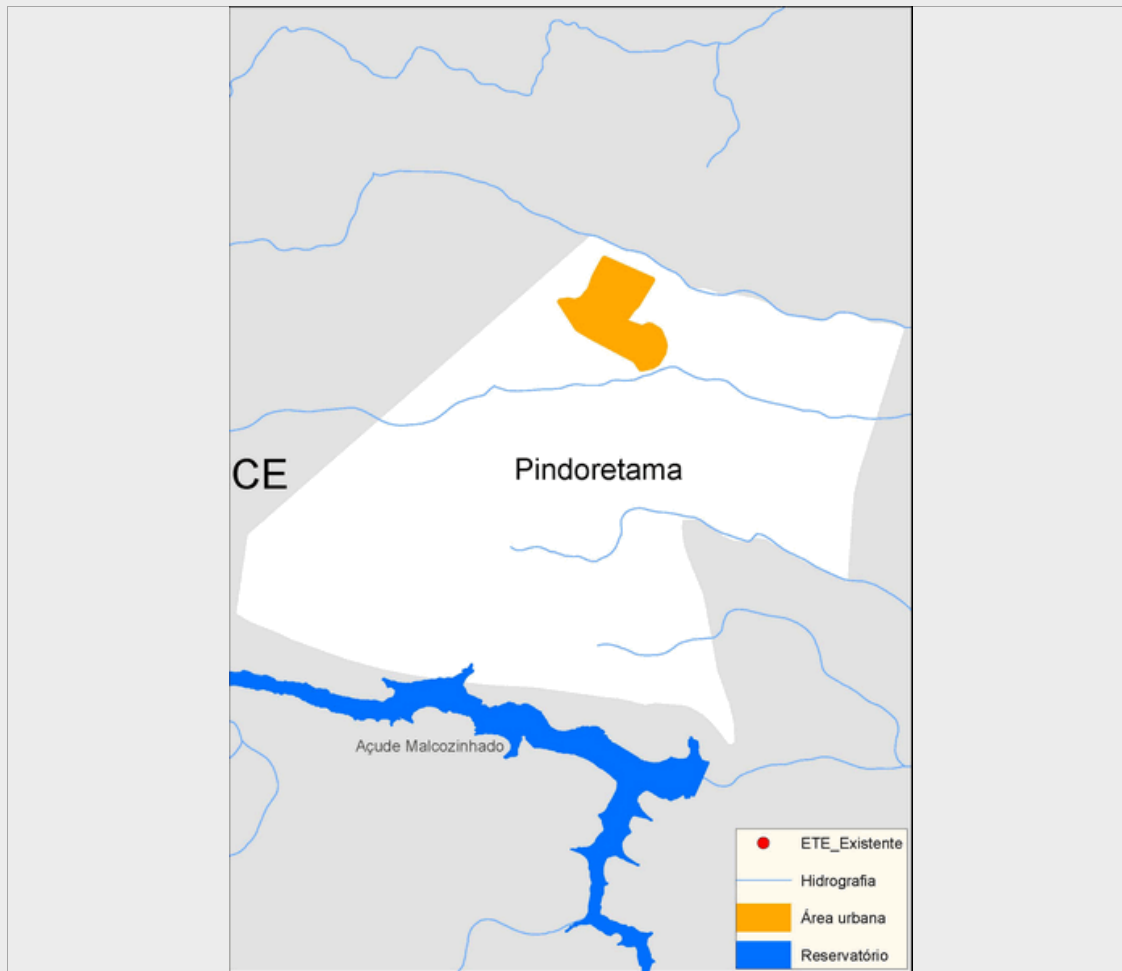 CE
Pindoretama
Açude Malcozinhado
ETE_Existente
Hidrografia
Área urbana
Reservatório